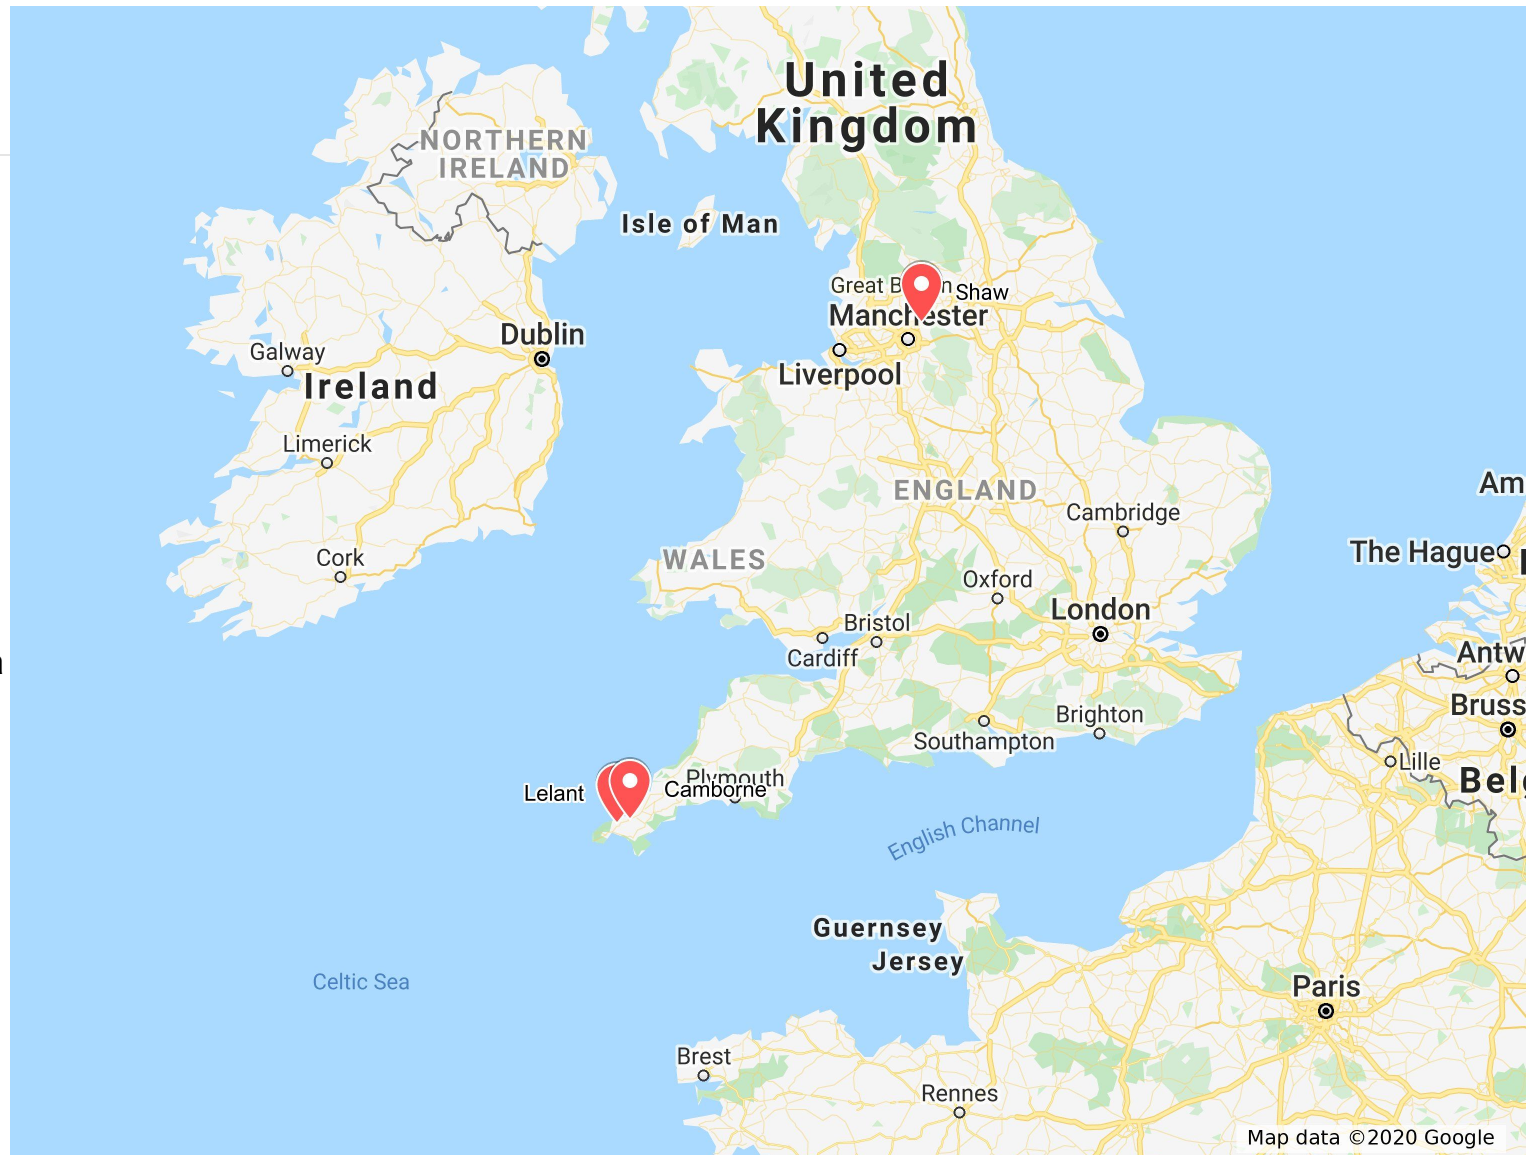 United
Kingdom
NORTHERN
IRELAND
Isle of Man
Shaw
Manchester
Dublin
Galway
Ireland
Liverpool
Limerick
ENGLAND
Am
Cambridge
The Hague
Cork
WALES
Oxford
London
Bristol
Cardiff
Antw
Bruss
Brighton
Southampton
Lille
Plymouth
Belg
Lelant
Camborne
English Channel
Guernsey
Jersey
Celtic Sea
Paris
Brest
Rennes
Map data ©2020 Google